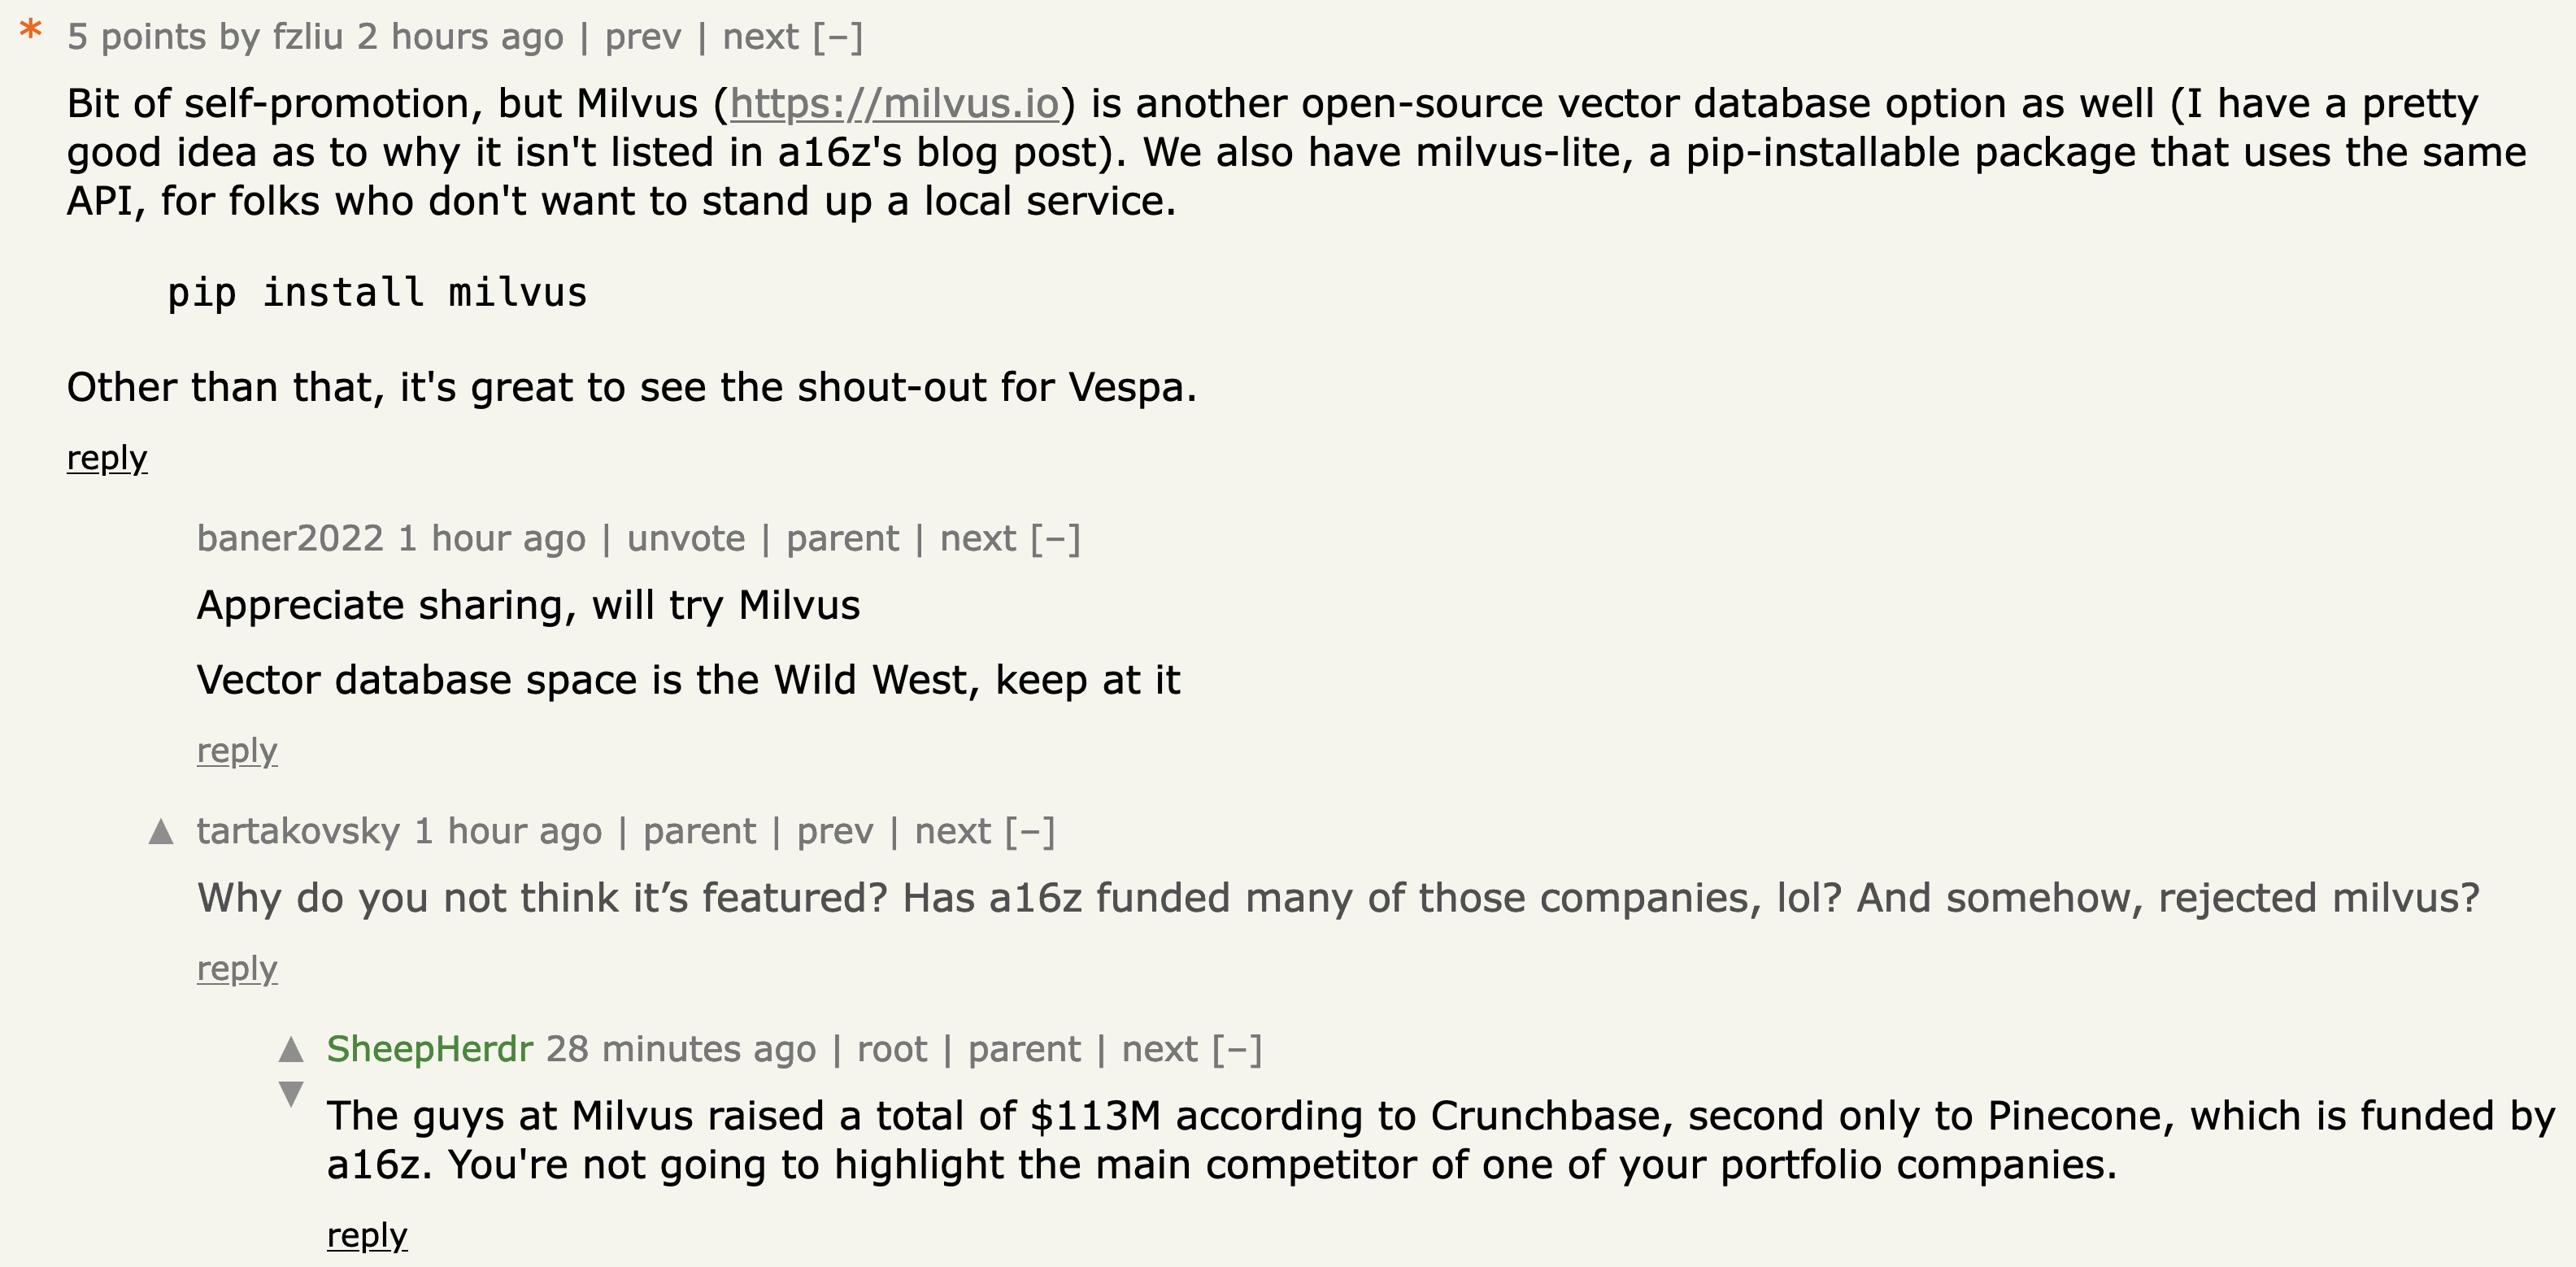 * 5 points by fzliu 2 hours ago | prev | next [–]
Bit of self-promotion, but Milvus (https://milvus.io) is another open-source vector database option as well (I have a pretty
good idea as to why it isn't listed in a16z's blog post). We also have milvus-lite, a pip-installable package that uses the same
API, for folks who don't want to stand up a local service.
pip install milvus
Other than that, it's great to see the shout-out for Vespa.
reply
baner2022 1 hour ago | unvote | parent | next [–]
Appreciate sharing, will try Milvus
Vector database space is the Wild West, keep at it
reply
▲ tartakovsky 1 hour ago | parent | prev | next [–]
Why do you not think it’s featured? Has a16z funded many of those companies, lol? And somehow, rejected milvus?
reply
▲ SheepHerdr 28 minutes ago | root | parent | next [–]
▼
The guys at Milvus raised a total of $113M according to Crunchbase, second only to Pinecone, which is funded by
a16z. You're not going to highlight the main competitor of one of your portfolio companies.
reply